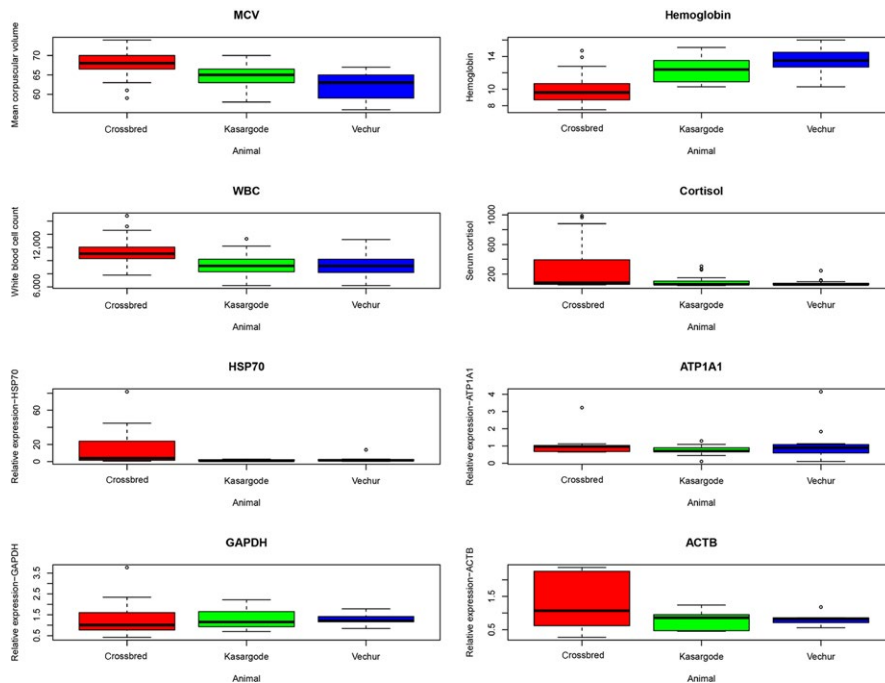 MCV
Mean corpuscular volume
70
65
60
Crossbred Kasargode Vechur
Animal
Hemoglobin
Hemoglobin
14
10
8
Crossbred Kasargode Vechur
Animal
WBC
White blood cell count
12,000
6,000
Crossbred Kasargode Vechur
Animal
Cortisol
Serum cortisol
1000
600
200
Crossbred Kasargode Vechur
Animal
HSP70
Relative expression-HSP70
60
20
0
Crossbred Kasargode Vechur
Animal
ATP1A1
Relative expression-ATP1A1
4
3
2
1
0
Crossbred Kasargode Vechur
Animal
GAPDH
Relative expression-GAPDH
3.5
2.5
1.5
0.5
Crossbred Kasargode Vechur
Animal
ACTB
Relative expression-ACTB
1.5
0.5
Crossbred Kasargode Vechur
Animal